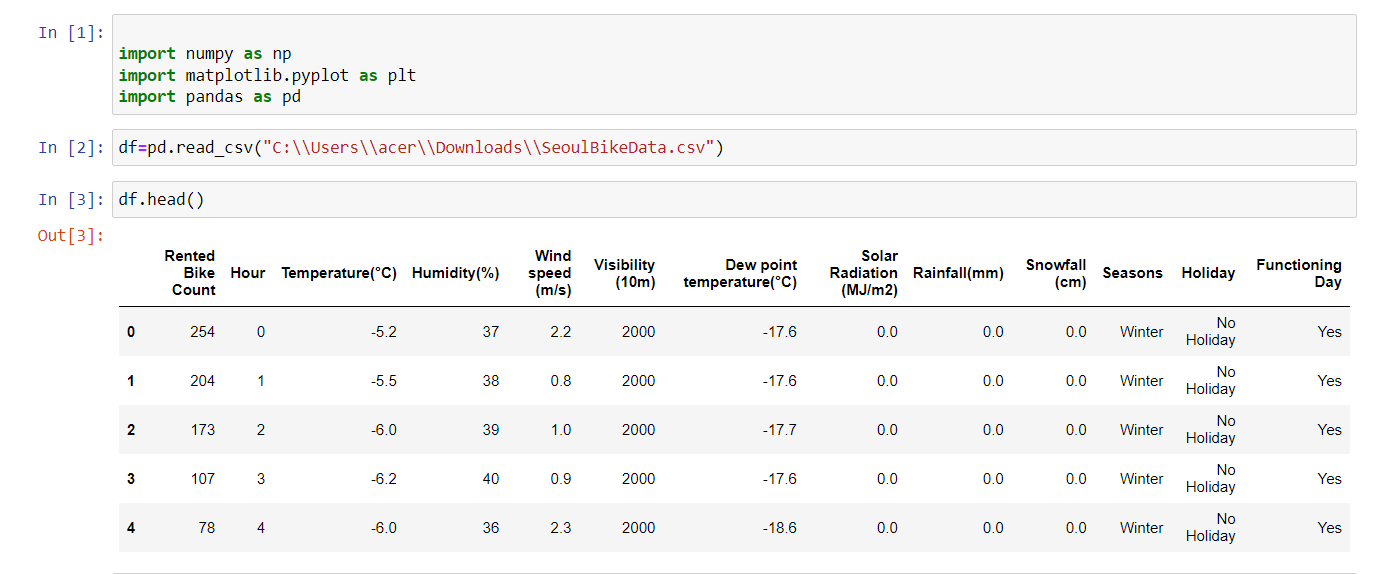 In [1]:
import numpy as np
import matplotlib.pyplot as plt
import pandas as pd
In [2]: df=pd.read_csv("C:\\Users\\acer\\Downloads\\SeoulBikeData.csv")
In [3]: df.head()
Out[3]:
Rented Bike Count Hour Temperature(°C) Humidity(%) Wind speed (m/s) Visibility (10m) Dew point temperature(°C) Solar Radiation (MJ/m2) Rainfall(mm) Snowfall (cm) Seasons Holiday Functioning Day
0 254 0 -5.2 37 2.2 2000 -17.6 0.0 0.0 0.0 Winter No Holiday Yes
1 204 1 -5.5 38 0.8 2000 -17.6 0.0 0.0 0.0 Winter No Holiday Yes
2 173 2 -6.0 39 1.0 2000 -17.7 0.0 0.0 0.0 Winter No Holiday Yes
3 107 3 -6.2 40 0.9 2000 -17.6 0.0 0.0 0.0 Winter No Holiday Yes
4 78 4 -6.0 36 2.3 2000 -18.6 0.0 0.0 0.0 Winter No Holiday Yes